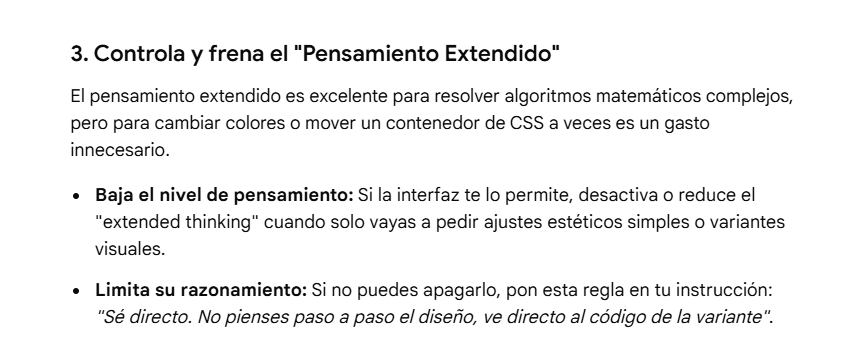 3. Controla y frena el "Pensamiento Extendido"
El pensamiento extendido es excelente para resolver algoritmos matemáticos complejos,
pero para cambiar colores o mover un contenedor de CSS a veces es un gasto
innecesario.
• Baja el nivel de pensamiento: Si la interfaz te lo permite, desactiva o reduce el
"extended thinking" cuando solo vayas a pedir ajustes estéticos simples o variantes
visuales.
• Limita su razonamiento: Si no puedes apagarlo, pon esta regla en tu instrucción:
"Sé directo. No pienses paso a paso el diseño, ve directo al código de la variante".